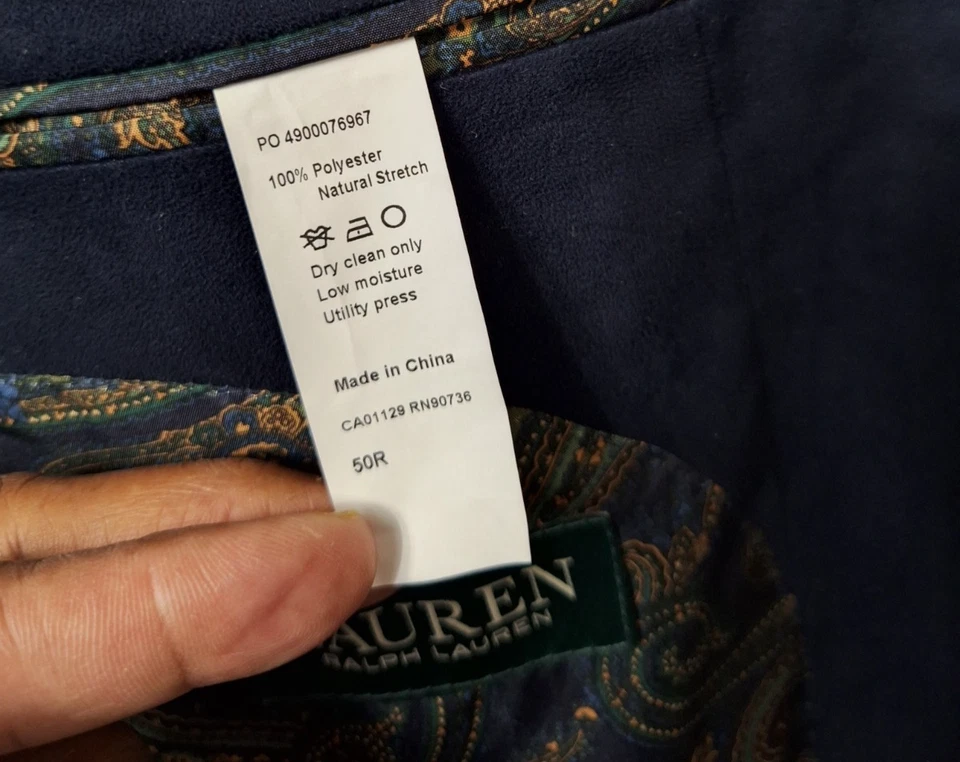 PO 4900076967
100% Polyester
Natural Stretch
Dry clean only
Low moisture
Utility press
Made in China
CA01129 RN90736
50R
LAUREN
RALPH LAUREN